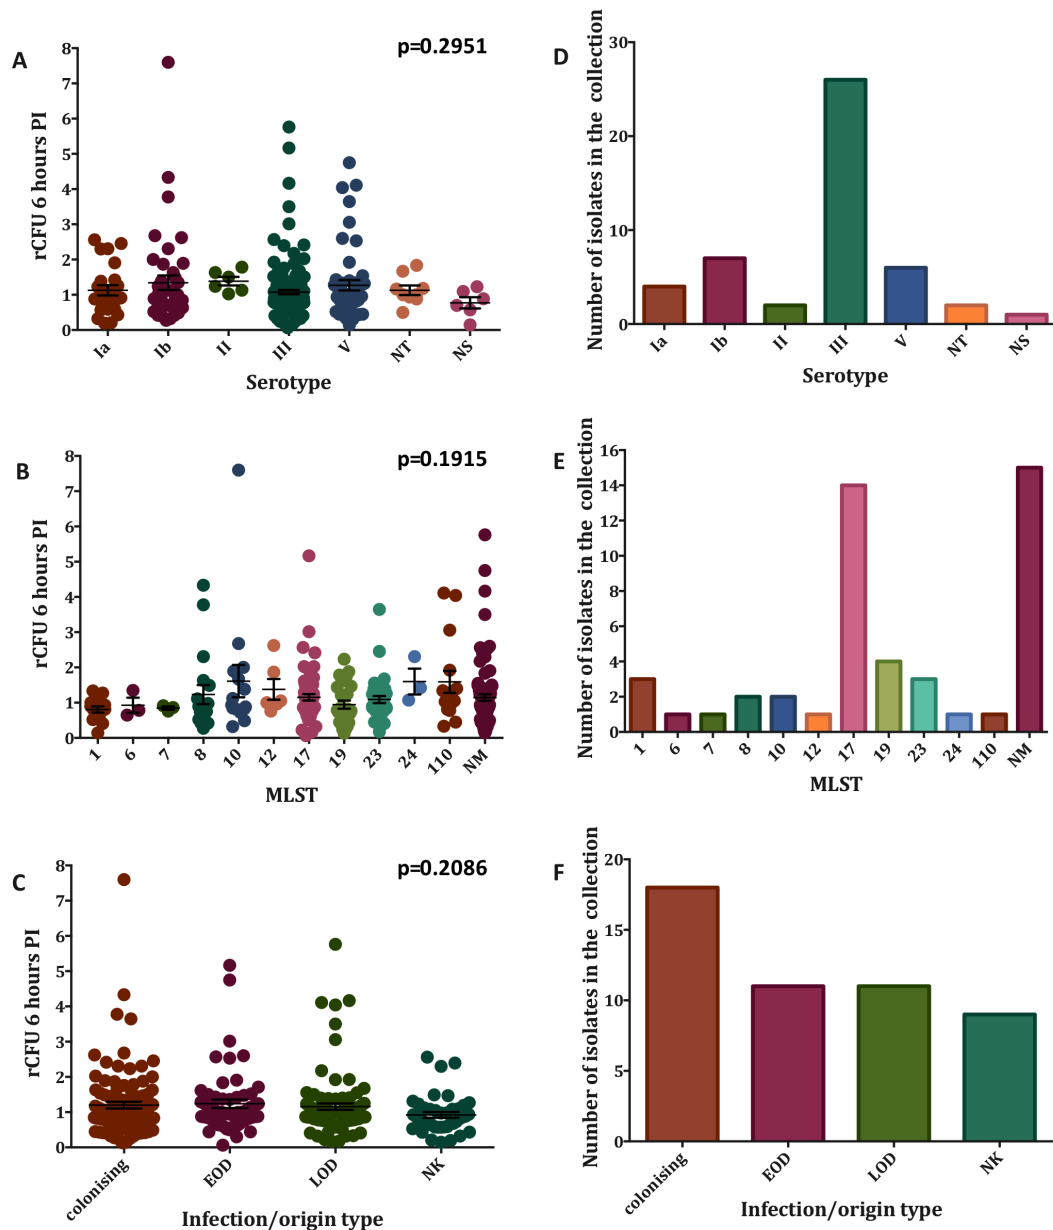 A
p=0.2951
rCFU 6 hours PI
8
7
6
5
4
3
2
1
0
Ia
Ib
II
III
V
NT
NS
Serotype
D
Number of isolates in the collection
30
20
10
0
Ia
Ib
II
III
V
NT
NS
Serotype
B
p=0.1915
rCFU 6 hours PI
8
7
6
5
4
3
2
1
0
1
6
7
8
10
12
17
19
23
24
110
NM
MLST
E
Number of isolates in the collection
16
14
12
10
8
6
4
2
0
1
6
7
8
10
12
17
19
23
24
110
NM
MLST
C
p=0.2086
rCFU 6 hours PI
8
7
6
5
4
3
2
1
0
colonising
EOD
LOD
NK
Infection/origin type
F
Number of isolates in the collection
20
15
10
5
0
colonising
EOD
LOD
NK
Infection/origin type